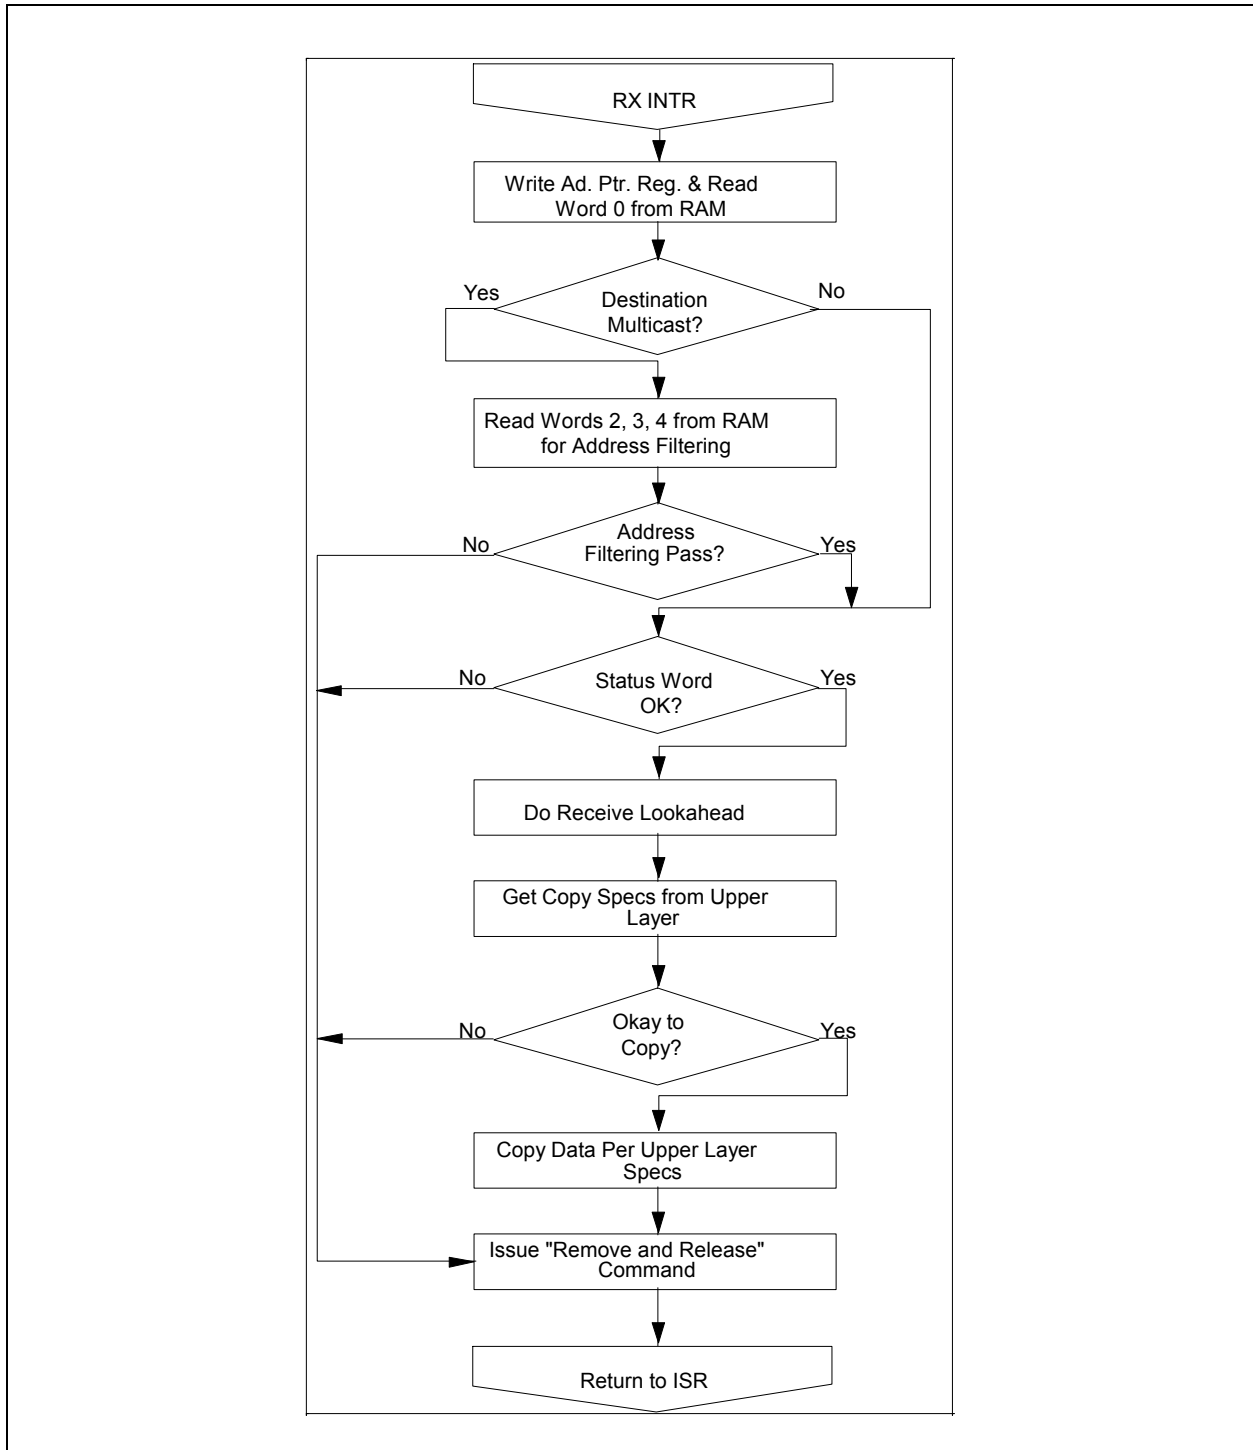 RX INTR
Write Ad. Ptr. Reg. & Read
Word 0 from RAM
Yes
No
Destination
Multicast?
Read Words 2, 3, 4 from RAM
for Address Filtering
No
Address
Filtering Pass?
Yes
No
Status Word
OK?
Yes
Do Receive Lookahead
Get Copy Specs from Upper
Layer
No
Okay to
Copy?
Yes
Copy Data Per Upper Layer
Specs
Issue "Remove and Release"
Command
Return to ISR